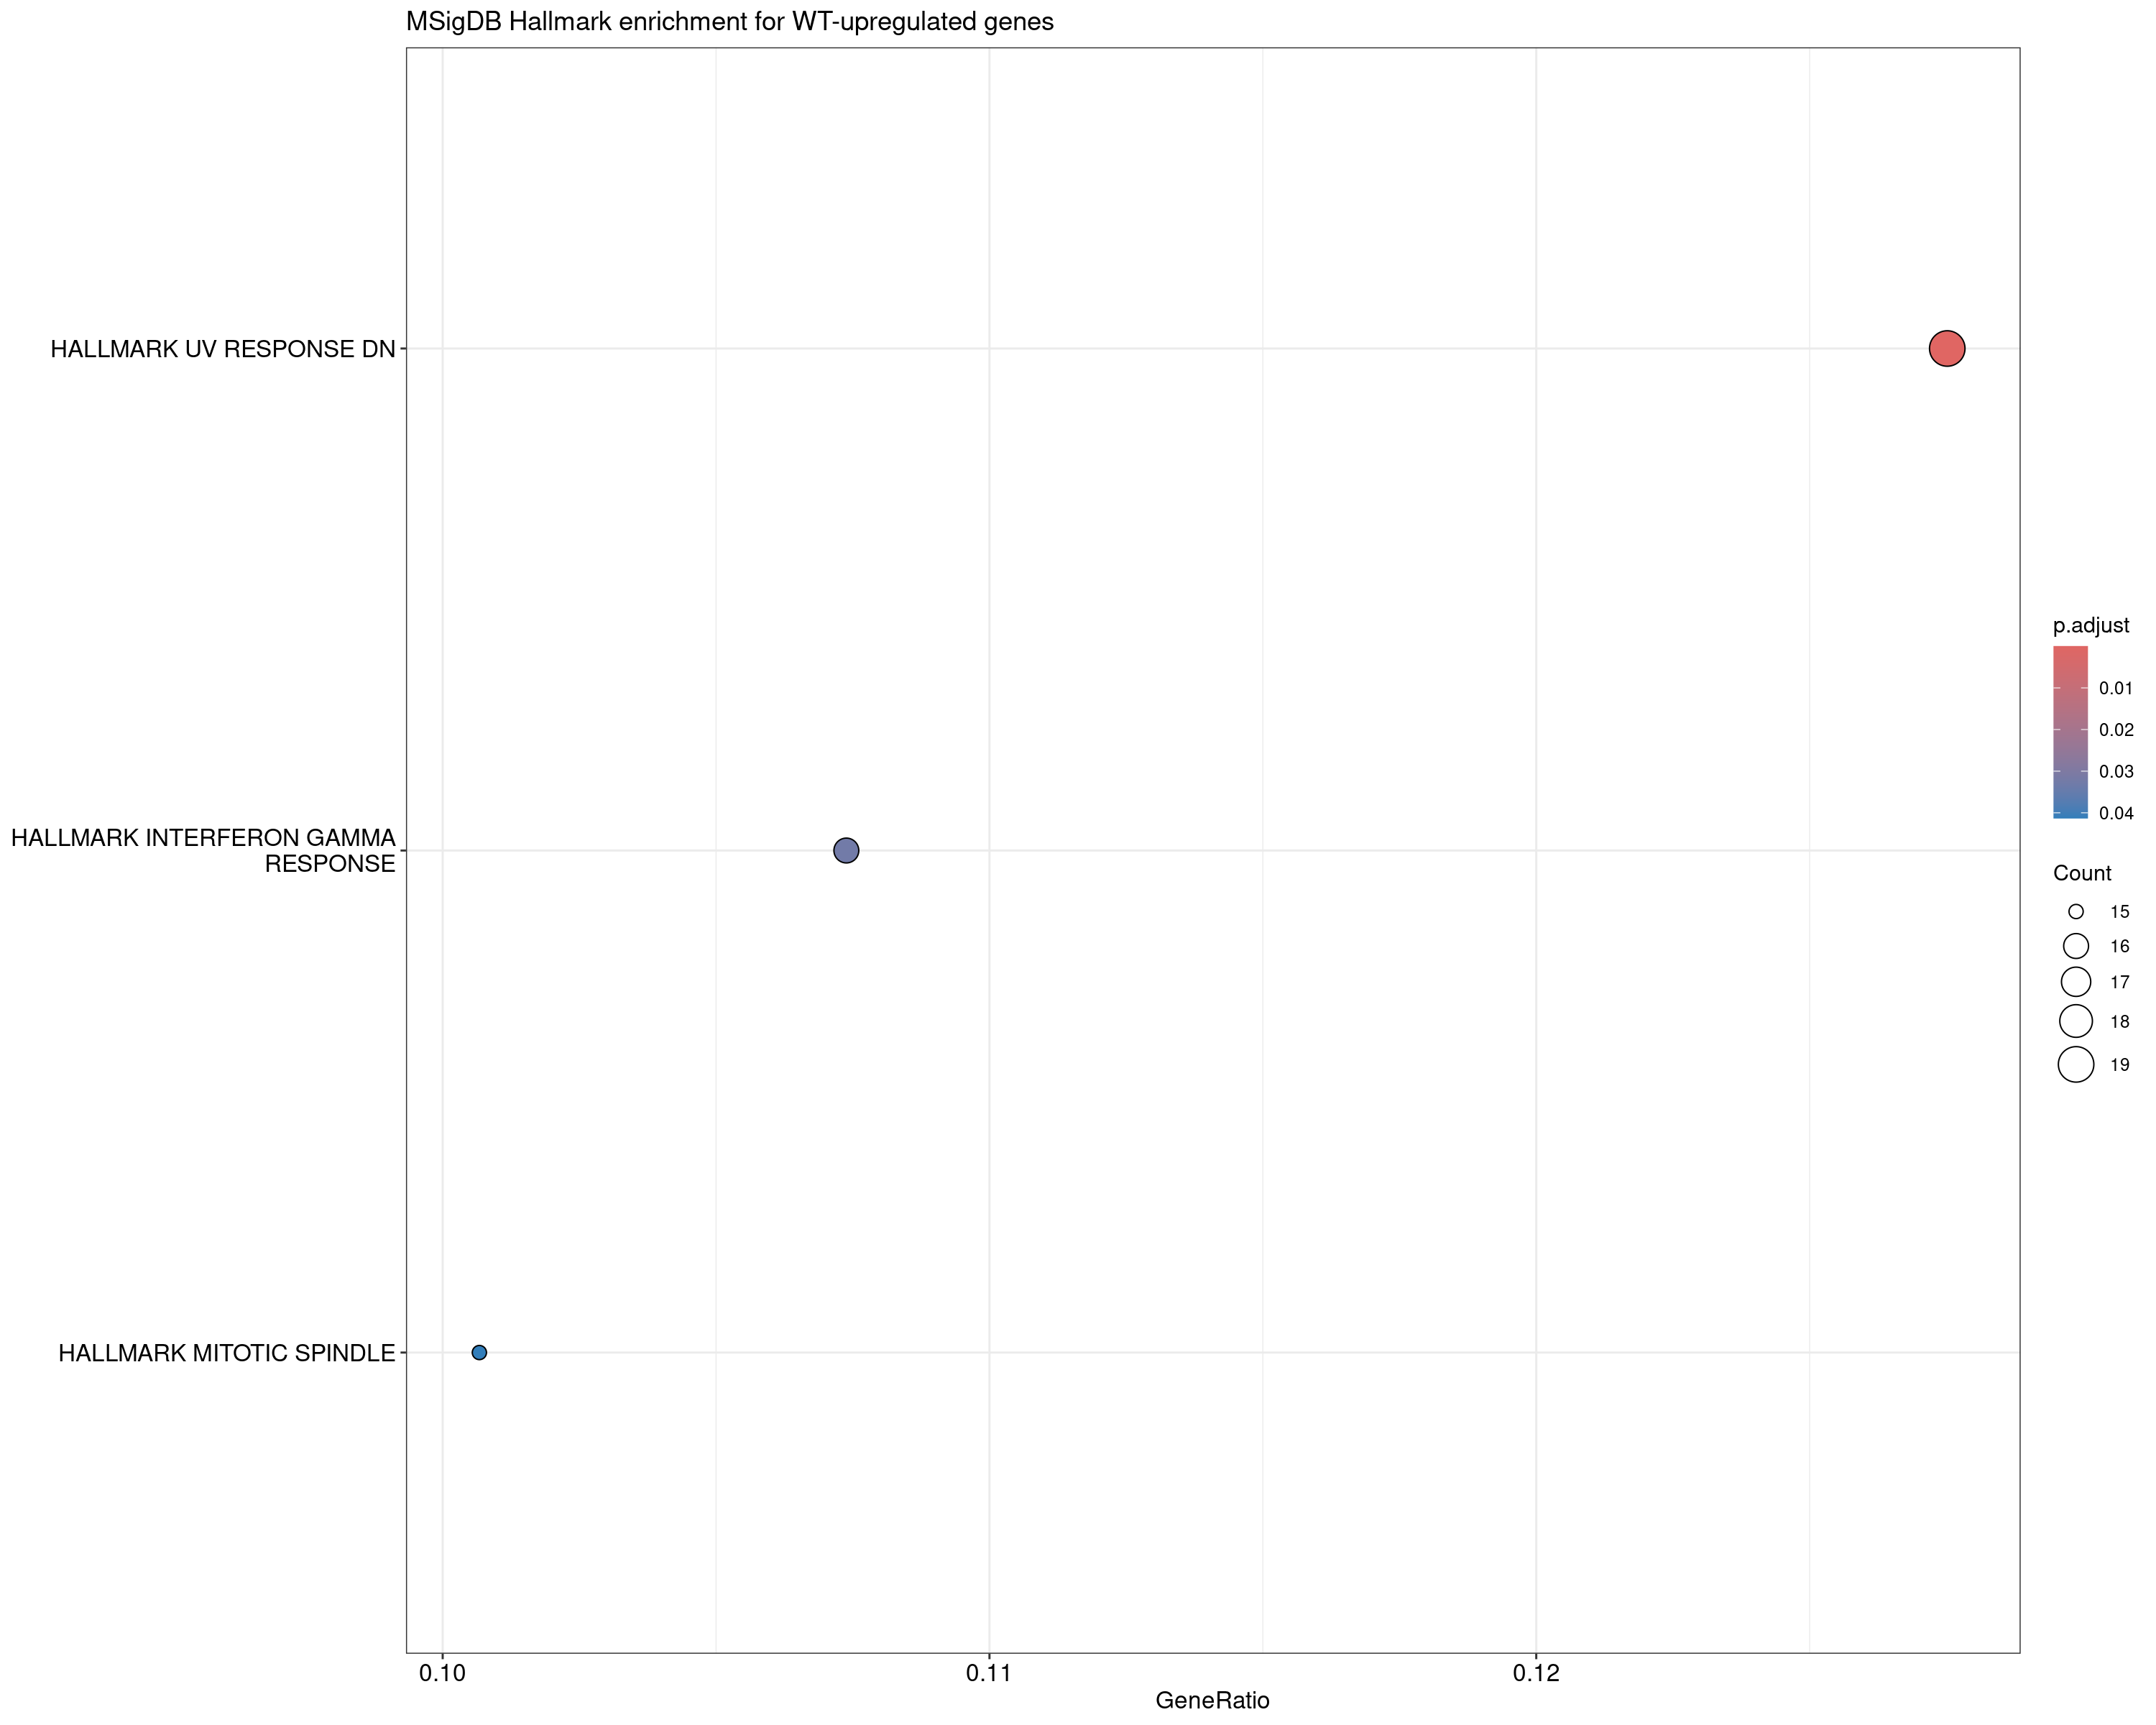 MSigDB Hallmark enrichment for WT-upregulated genes
HALLMARK UV RESPONSE DN
HALLMARK INTERFERON GAMMA
RESPONSE
HALLMARK MITOTIC SPINDLE
0.10
0.11
0.12
GeneRatio
p.adjust
0.01
0.02
0.03
0.04
Count
15
16
17
18
19